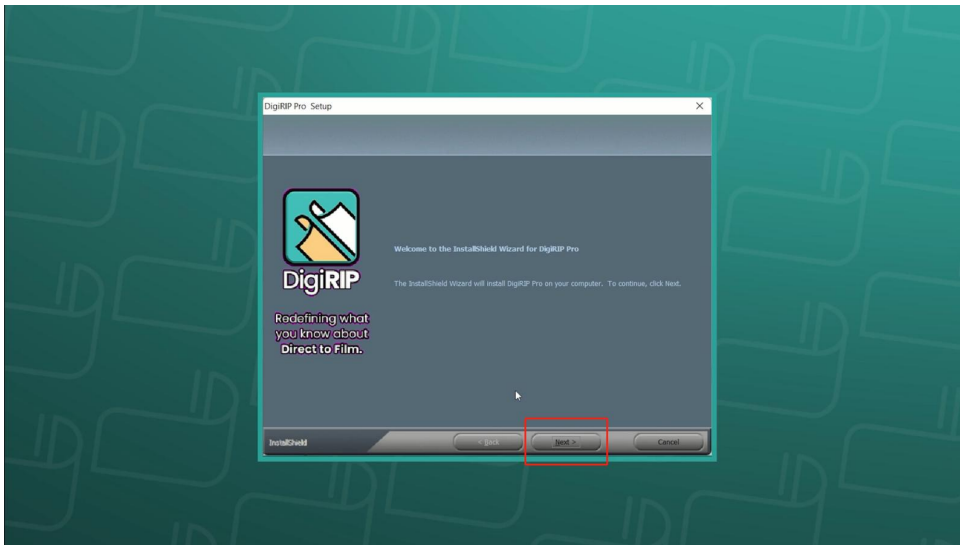 DigiRIP Pro Setup
DigiRIP
Redefining what
you know about
Direct to Film.
Welcome to the InstallShield Wizard for DigiRIP Pro
The InstallShield Wizard will install DigiRIP Pro on your computer. To continue, click Next.
InstallShield
< Back
Next >
Cancel